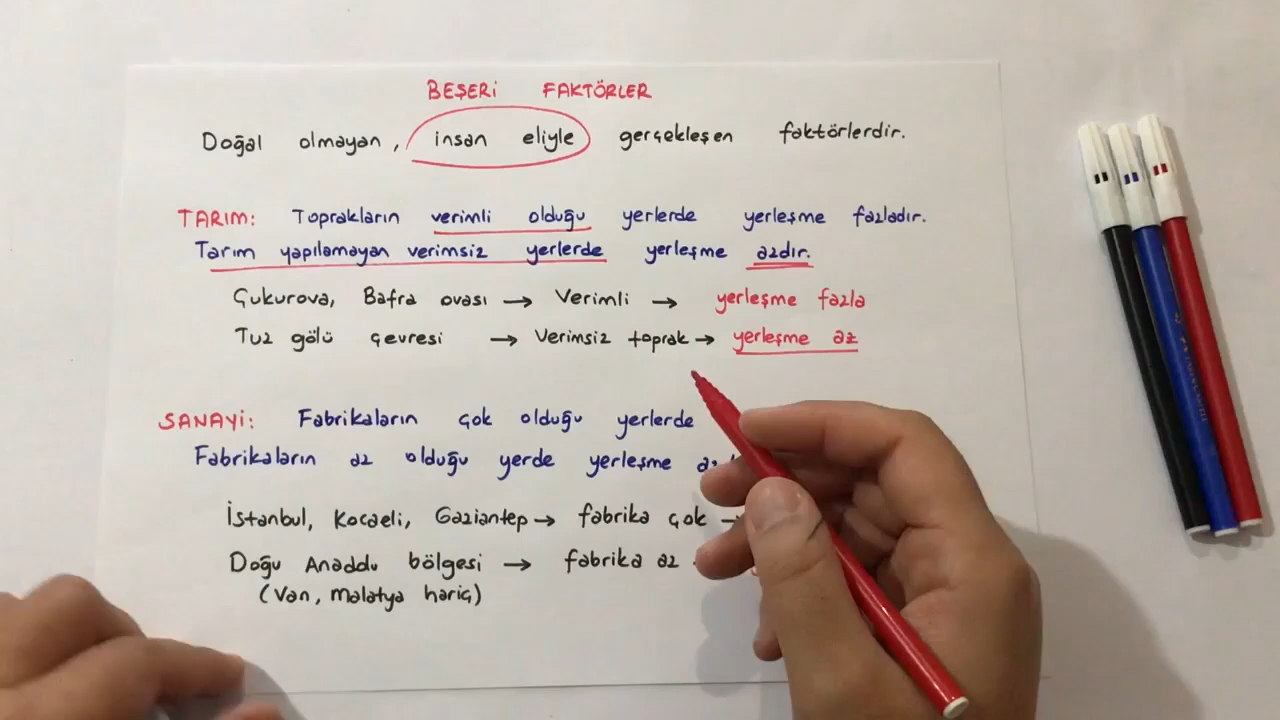 BEŞERİ FAKTÖRLER
Doğal olmayan, insan eliyle gerçekleşen faktörlerdir.
TARIM: Toprakların verimli olduğu yerlerde yerleşme fazladır.
Tarım yapılamayan verimsiz yerlerde yerleşme azdır.
Çukurova, Bafra ovası → Verimli → yerleşme fazla
Tuz gölü çevresi → Verimsiz toprak → yerleşme az
SANAYİ: Fabrikaların çok olduğu yerlerde
Fabrikaların az olduğu yerde yerleşme
İstanbul, Kocaeli, Gaziantep → fabrika çok
Doğu Anadolu bölgesi → fabrika az
(Van, Malatya hariç)